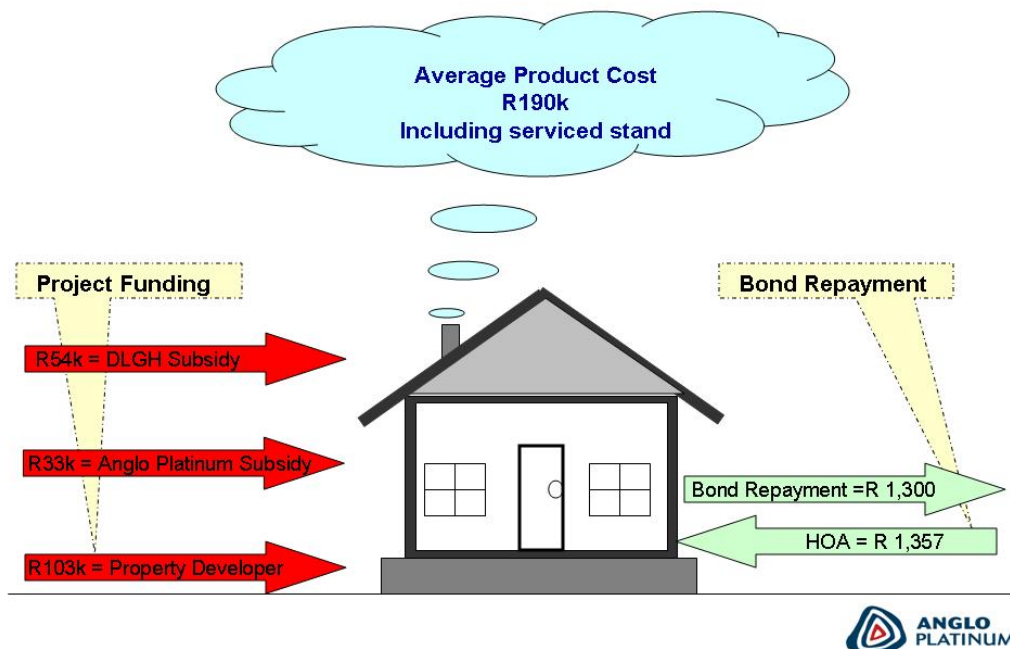 Average Product Cost
R190k
Including serviced stand
Project Funding
Bond Repayment
R54k = DLGH Subsidy
R33k = Anglo Platinum Subsidy
Bond Repayment =R 1,300
HOA = R 1,357
R103k = Property Developer
ANGLO
PLATINUM